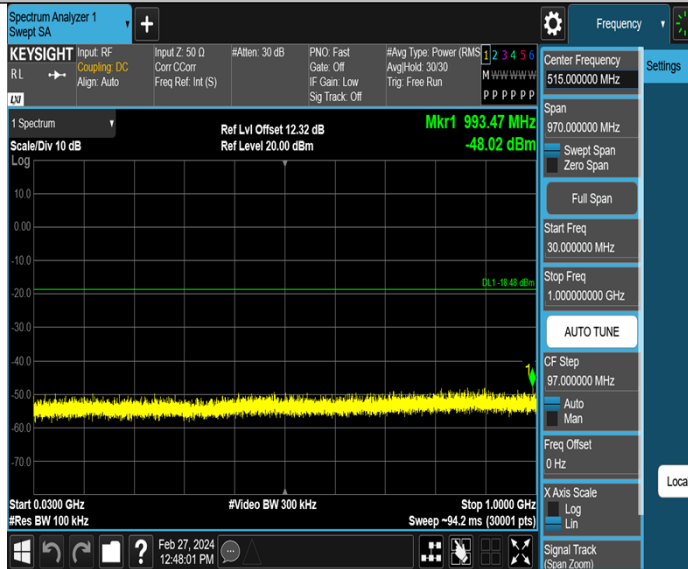 Spectrum Analyzer 1
Swept SA
Frequency
KEYSIGHT
RL
LXI
Input: RF
Coupling: DC
Align: Auto
Input Z: 50 Ω
Corr CCorr
Freq Ref: Int (S)
#Atten: 30 dB
PNO: Fast
Gate: Off
IF Gain: Low
Sig Track: Off
#Avg Type: Power (RMS
Avg|Hold: 30/30
Trig: Free Run
1 2 3 4 5 6
M W W W W W
P P P P P P
1 Spectrum
Scale/Div 10 dB
Log
Ref Lvl Offset 12.32 dB
Ref Level 20.00 dBm
Mkr1 993.47 MHz
-48.02 dBm
10.0
0.00
-10.0
-20.0
-30.0
-40.0
-50.0
-60.0
-70.0
DL1 -18.48 dBm
1
Start 0.0300 GHz
#Res BW 100 kHz
#Video BW 300 kHz
Stop 1.0000 GHz
Sweep ~94.2 ms (30001 pts)
Feb 27, 2024
12:48:01 PM
Center Frequency
515.000000 MHz
Span
970.000000 MHz
Swept Span
Zero Span
Full Span
Start Freq
30.000000 MHz
Stop Freq
1.000000000 GHz
AUTO TUNE
CF Step
97.000000 MHz
Auto
Man
Freq Offset
0 Hz
X Axis Scale
Log
Lin
Signal Track
(Span Zoom)
Settings
Loca